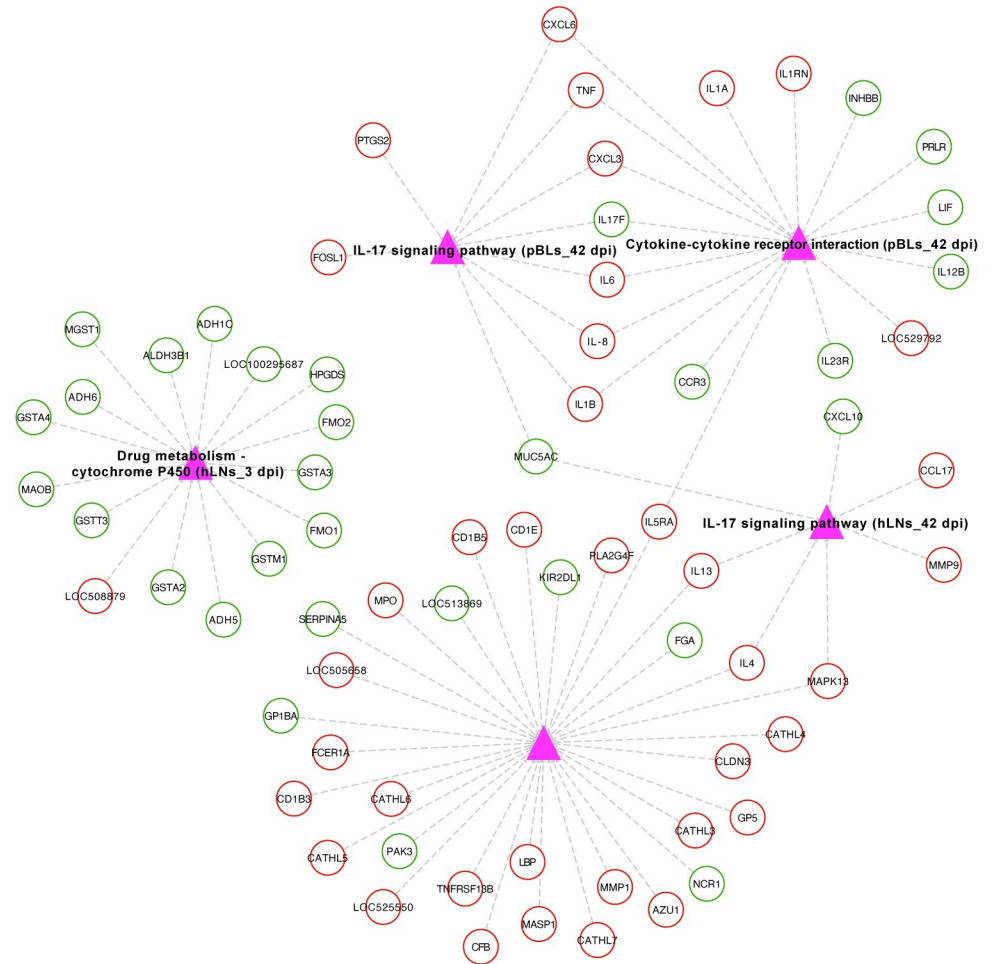 CXCL6
TNF
IL1A
IL1RN
INHBB
PTGS2
CXCL3
PRLR
IL17F
LIF
IL-17 signaling pathway (pBLs_42 dpi)
Cytokine-cytokine receptor interaction (pBLs_42 dpi)
FOSL1
IL6
IL12B
IL-8
LOC529792
IL23R
CCR3
IL1B
CXCL10
MUC5AC
MGST1
ADH1C
ALDH3B1
LOC100295687
HPGDS
ADH6
GSTA4
FMO2
Drug metabolism -
cytochrome P450 (hLNs_3 dpi)
GSTA3
MAOB
GSTT3
FMO1
GSTM1
GSTA2
LOC508879
ADH5
CCL17
IL5RA
IL-17 signaling pathway (hLNs_42 dpi)
CD1E
CD1B5
PLA2G4F
IL13
MMP9
KIR2DL1
MPO
LOC513869
SERPINA5
FGA
LOC505658
IL4
MAPK13
GP1BA
CATHL4
FCER1A
CLDN3
CD1B3
CATHL6
GP5
CATHL3
PAK3
CATHL5
LBP
TNFRSF13B
MMP1
NCR1
LOC525550
AZU1
MASP1
CFB
CATHL7